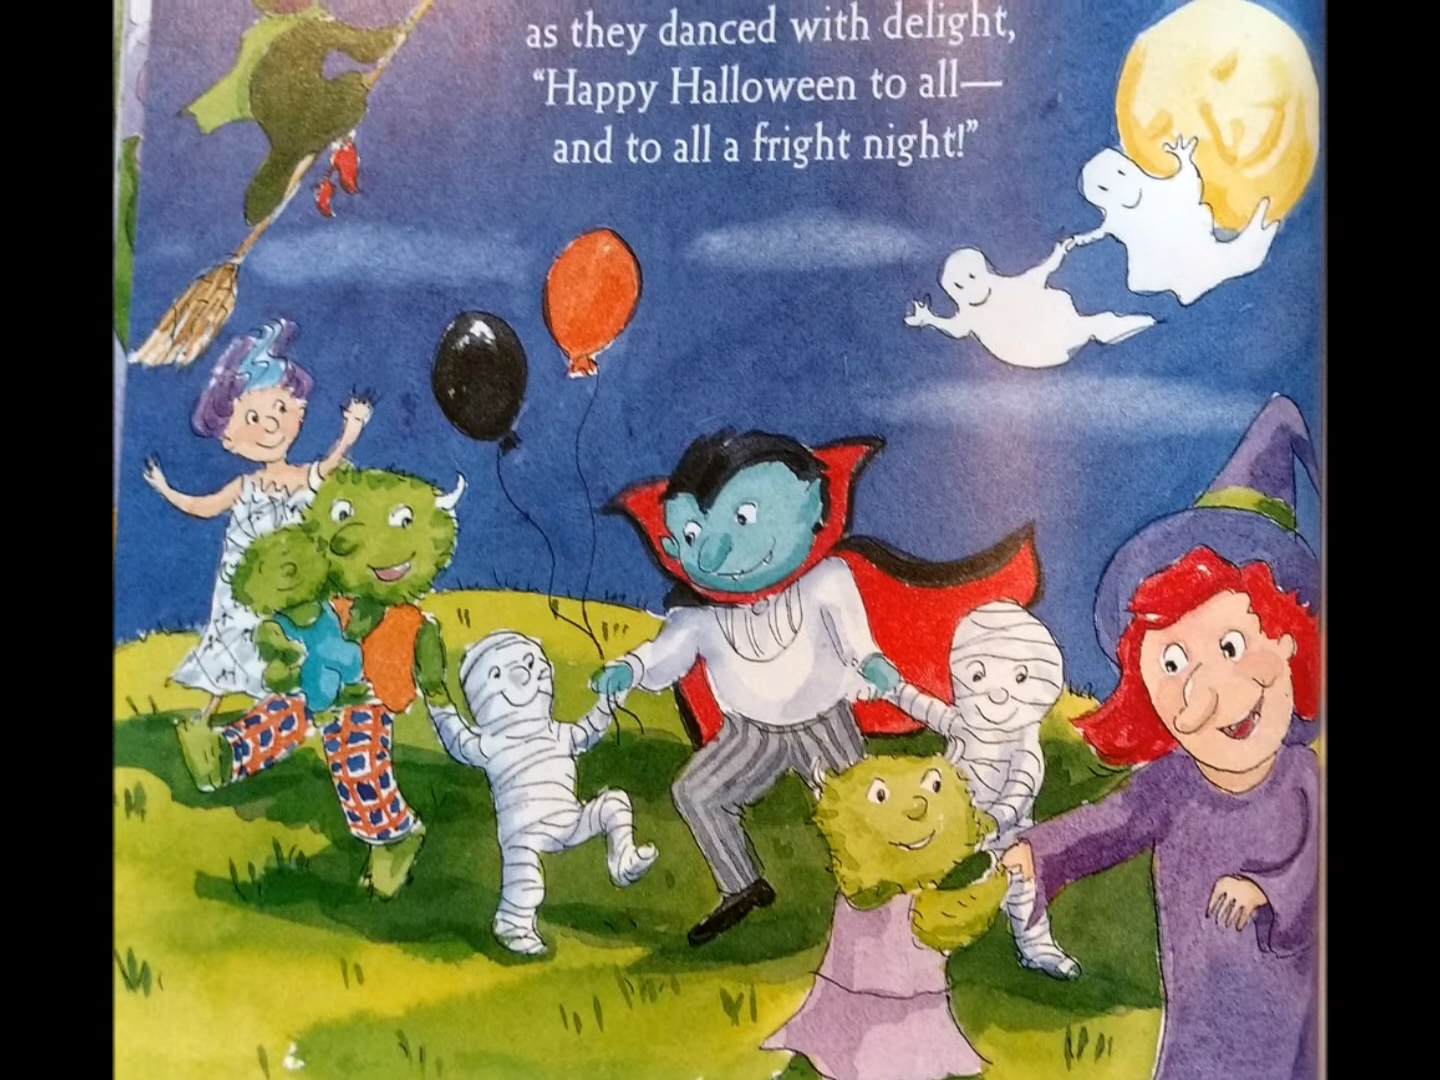 as they danced with delight,
“Happy Halloween to all—
and to all a fright night!”